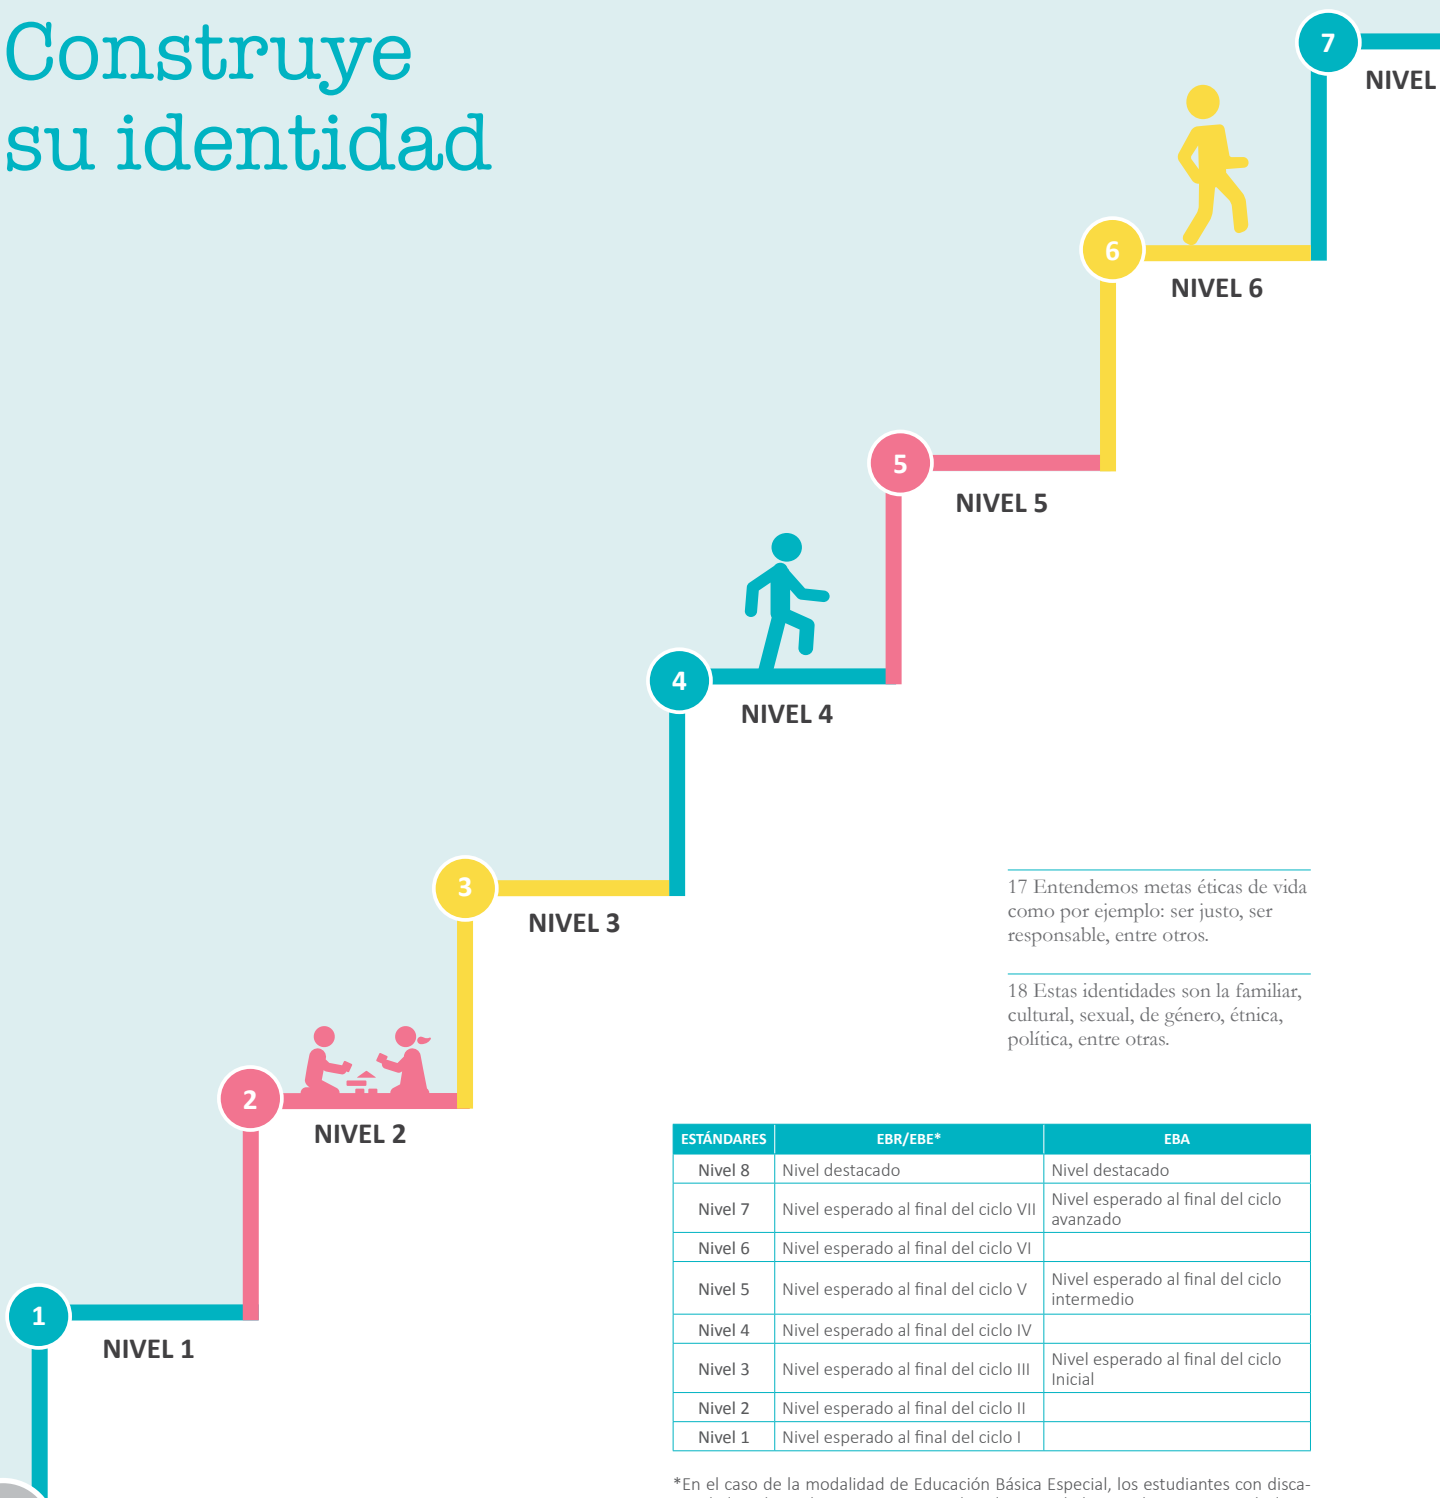 Construye
su identidad
7
NIVEL
6
NIVEL 6
5
NIVEL 5
4
NIVEL 4
3
NIVEL 3
2
NIVEL 2
1
NIVEL 1
17 Entendemos metas éticas de vida
como por ejemplo: ser justo, ser
responsable, entre otros.
18 Estas identidades son la familiar,
cultural, sexual, de género, étnica,
política, entre otras.
ESTÁNDARES EBR/EBE* EBA
Nivel 8 Nivel destacado Nivel destacado
Nivel 7 Nivel esperado al final del ciclo VII Nivel esperado al final del ciclo
avanzado
Nivel 6 Nivel esperado al final del ciclo VI
Nivel 5 Nivel esperado al final del ciclo V Nivel esperado al final del ciclo
intermedio
Nivel 4 Nivel esperado al final del ciclo IV
Nivel 3 Nivel esperado al final del ciclo III Nivel esperado al final del ciclo
Inicial
Nivel 2 Nivel esperado al final del ciclo II
Nivel 1 Nivel esperado al final del ciclo I
*En el caso de la modalidad de Educación Básica Especial, los estudiantes con disca-